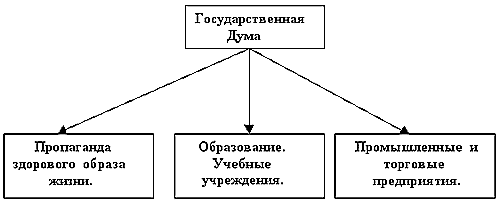 Государственная
Дума
Пропаганда
здорового образа
жизни.
Образование.
Учебные
учреждения.
Промышленные и
торговые
предприятия.